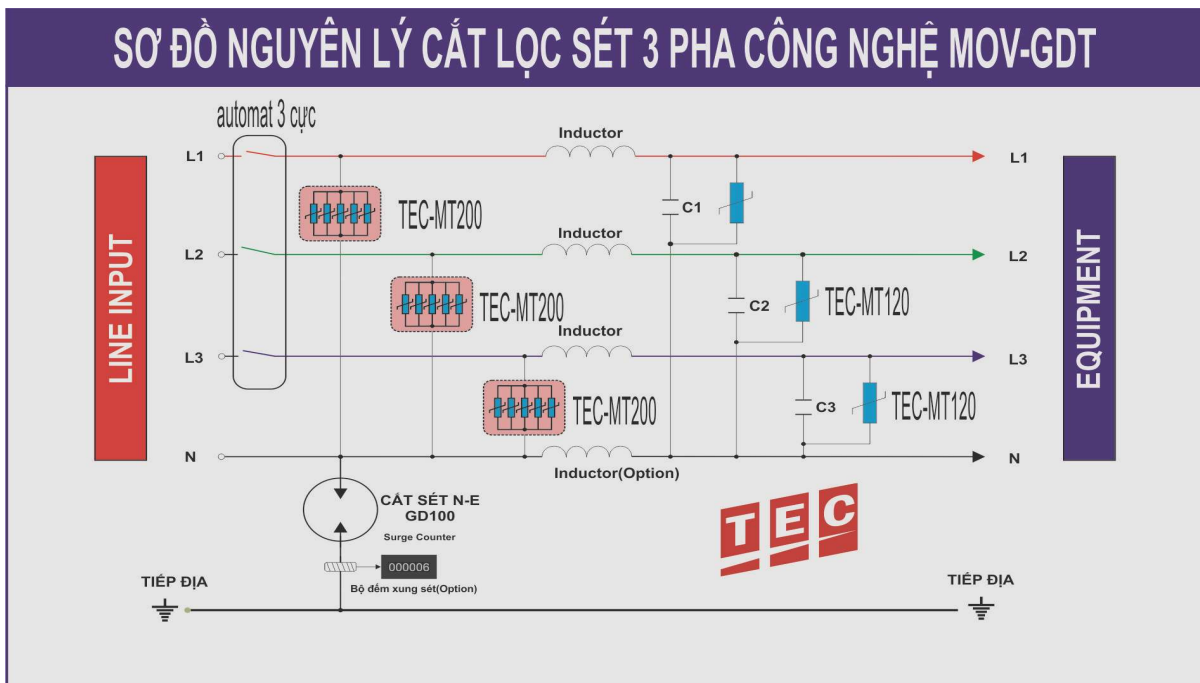 SƠ ĐỒ NGUYÊN LÝ CẮT LỌC SÉT 3 PHA CÔNG NGHỆ MOV-GDT
automat 3 cực
LINE INPUT
L1
Inductor
L1
TEC-MT200
C1
L2
Inductor
L2
TEC-MT200
C2
TEC-MT120
L3
Inductor
L3
TEC-MT200
C3
TEC-MT120
N
Inductor(Option)
N
EQUIPMENT
CẮT SÉT N-E
GD100
Surge Counter
000006
Bộ đếm xung sét(Option)
TEC
TIẾP ĐỊA
TIẾP ĐỊA